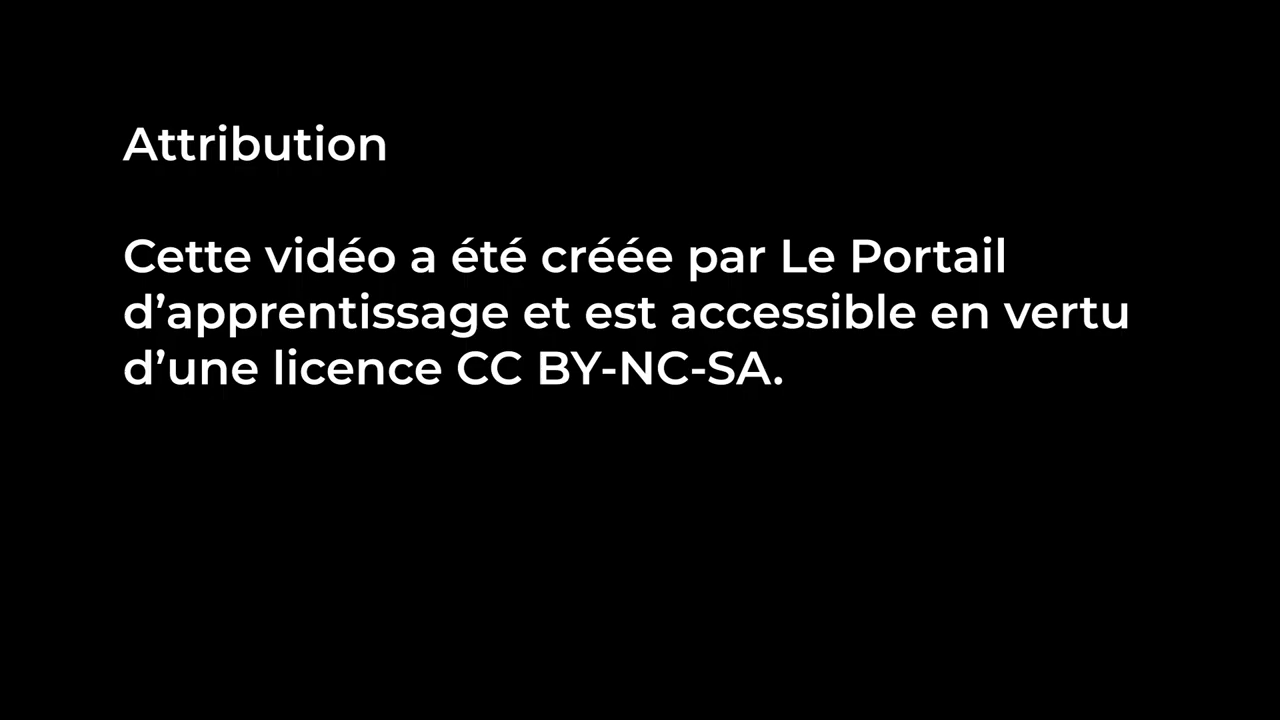 Attribution
Cette vidéo a été créée par Le Portail
d’apprentissage et est accessible en vertu
d’une licence CC BY-NC-SA.